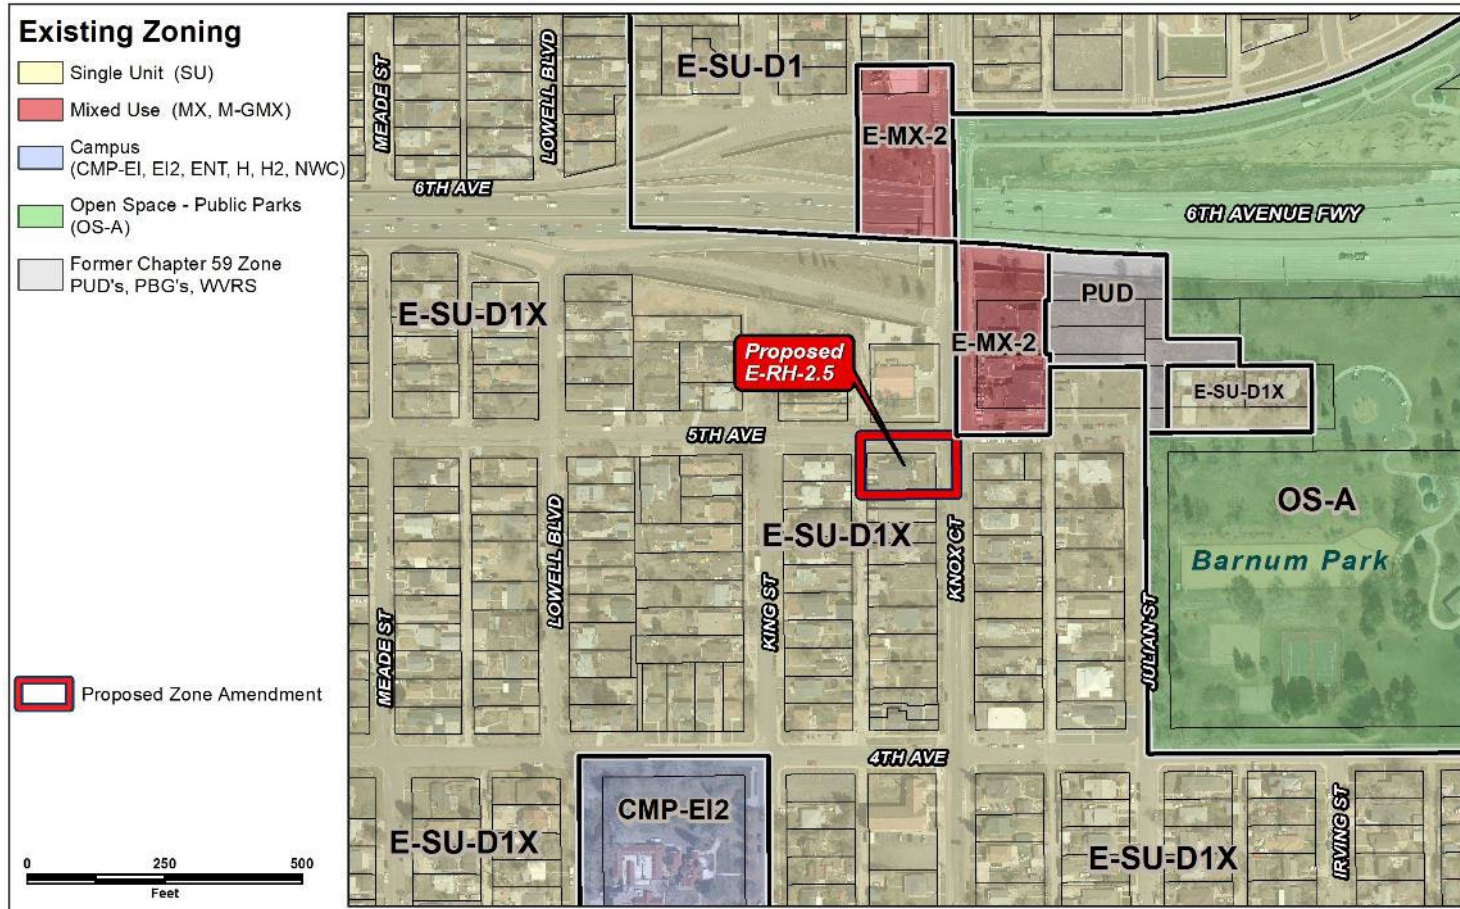 Existing Zoning
Single Unit (SU)
Mixed Use (MX, M-GMX)
Campus
(CMP-EI, EI2, ENT, H, H2, NWC)
Open Space - Public Parks
(OS-A)
Former Chapter 59 Zone
PUD's, PBG's, WVRS
Proposed Zone Amendment
0 250 500
Feet
MEADE ST
LOWELL BLVD
E-SU-D1
E-MX-2
6TH AVE
6TH AVENUE FWY
E-SU-D1X
PUD
E-MX-2
Proposed
E-RH-2.5
E-SU-D1X
5TH AVE
OS-A
E-SU-D1X
Barnum Park
LOWELL BLVD
KING ST
KNOX CT
JULIAN ST
MEADE ST
4TH AVE
CMP-EI2
E-SU-D1X
E-SU-D1X
IRVING ST